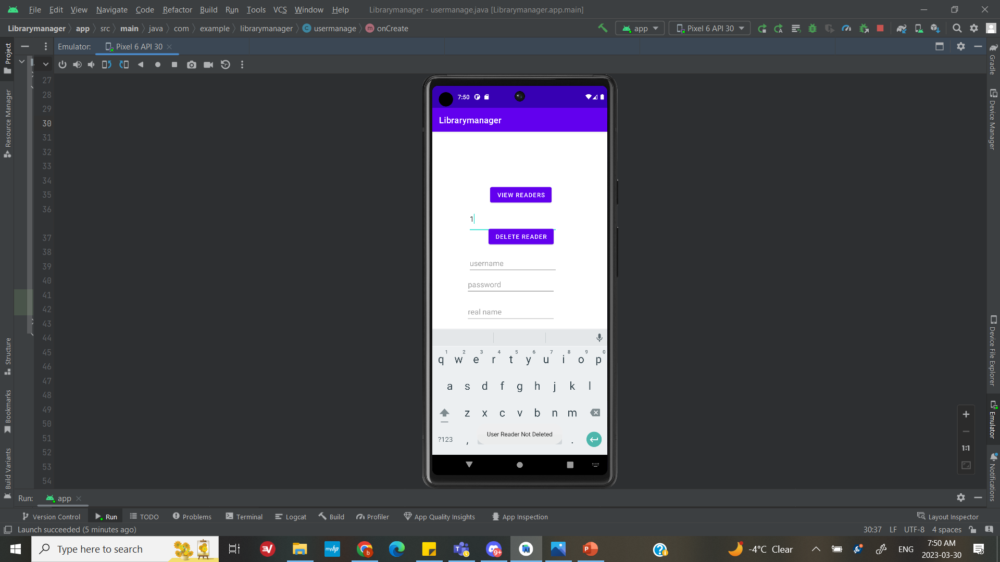 File Edit View Navigate Code Refactor Build Run Tools VCS Window Help Librarymanager - usermanage.java [Librarymanager.app.main]
Librarymanager app src main java com example librarymanager C usermanage m onCreate app Pixel 6 API 30
Emulator: Pixel 6 API 30
Project
Resource Manager
Structure
Bookmarks
Build Variants
27
28
29
30
31
32
33
34
35
36
37
38
39
40
41
42
43
44
45
46
47
48
49
50
51
52
53
54
7:50
Librarymanager
VIEW READERS
1
DELETE READER
username
password
real name
1 2 3 4 5 6 7 8 9 0
q w e r t y u i o p
a s d f g h j k l
z x c v b n m
?123 , User Reader Not Deleted .
Gradle
Device Manager
Device File Explorer
Emulator
Notifications
1:1
Run: app
Version Control Run TODO Problems Terminal Logcat Build Profiler App Quality Insights App Inspection Layout Inspector
Launch succeeded (5 minutes ago) 30:37 LF UTF-8 4 spaces
Type here to search myhp b 9+ P -4°C Clear ENG 7:50 AM
2023-03-30